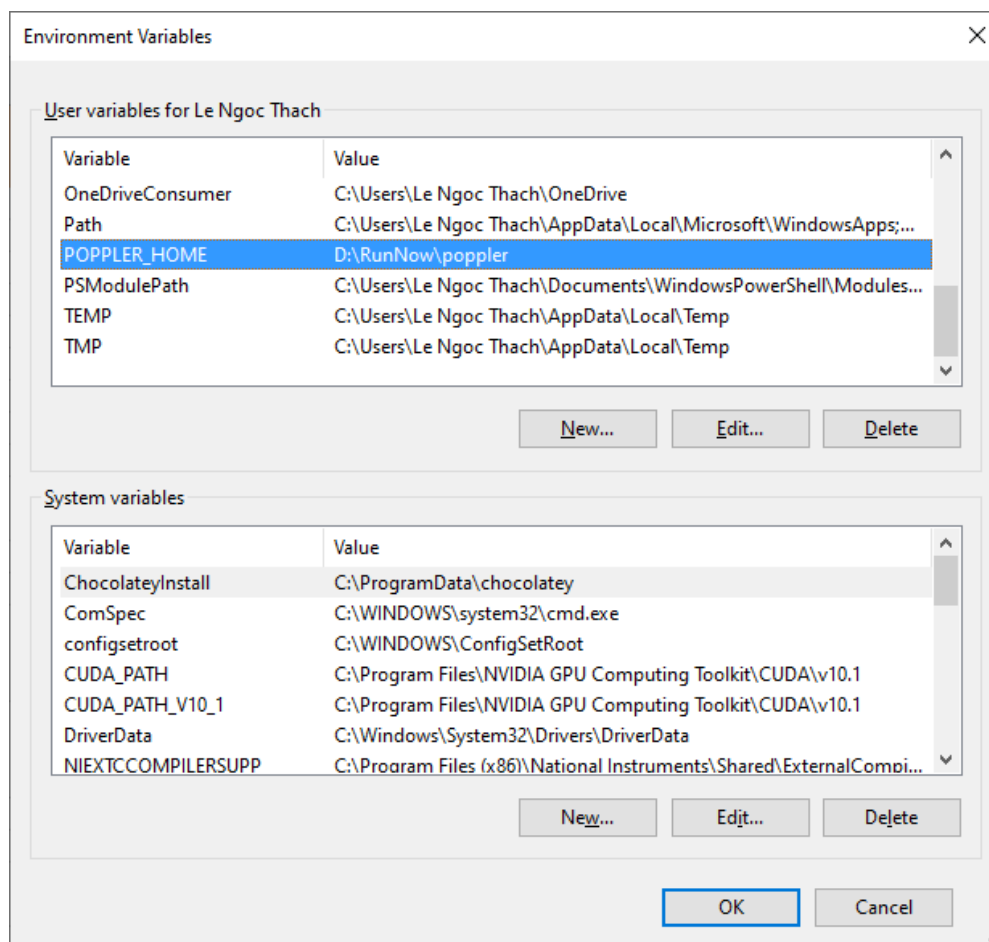 Environment Variables
User variables for Le Ngoc Thach
Variable Value
OneDriveConsumer C:\Users\Le Ngoc Thach\OneDrive
Path C:\Users\Le Ngoc Thach\AppData\Local\Microsoft\WindowsApps;...
POPPLER_HOME D:\RunNow\poppler
PSModulePath C:\Users\Le Ngoc Thach\Documents\WindowsPowerShell\Modules...
TEMP C:\Users\Le Ngoc Thach\AppData\Local\Temp
TMP C:\Users\Le Ngoc Thach\AppData\Local\Temp
New... Edit... Delete
System variables
Variable Value
ChocolateyInstall C:\ProgramData\chocolatey
ComSpec C:\WINDOWS\system32\cmd.exe
configsetroot C:\WINDOWS\ConfigSetRoot
CUDA_PATH C:\Program Files\NVIDIA GPU Computing Toolkit\CUDA\v10.1
CUDA_PATH_V10_1 C:\Program Files\NVIDIA GPU Computing Toolkit\CUDA\v10.1
DriverData C:\Windows\System32\Drivers\DriverData
NIEXTCCOMPILERSUPP C:\Program Files (x86)\National Instruments\Shared\ExternalCompi...
New... Edit... Delete
OK Cancel